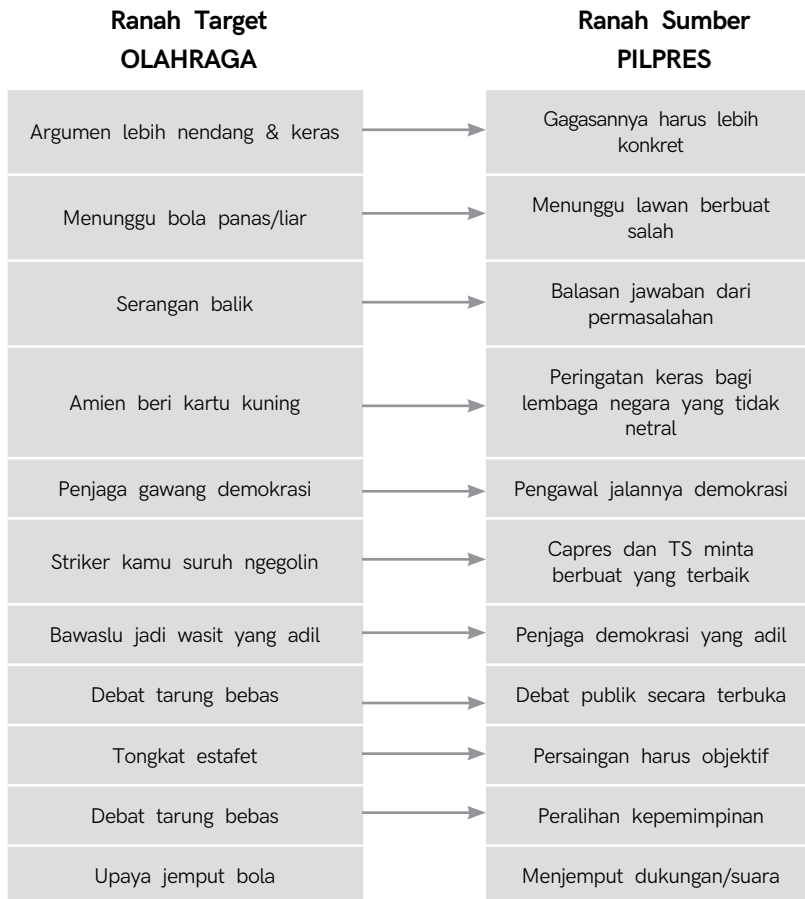 Ranah Target
OLAHRAGA
Ranah Sumber
PILPRES
Argumen lebih nendang & keras
Gagasannya harus lebih
konkret
Menunggu bola panas/liar
Menunggu lawan berbuat
salah
Serangan balik
Balasan jawaban dari
permasalahan
Amien beri kartu kuning
Peringatan keras bagi
lembaga negara yang tidak
netral
Penjaga gawang demokrasi
Pengawal jalannya demokrasi
Striker kamu suruh ngegolin
Capres dan TS minta
berbuat yang terbaik
Bawaslu jadi wasit yang adil
Penjaga demokrasi yang adil
Debat tarung bebas
Debat publik secara terbuka
Tongkat estafet
Persaingan harus objektif
Debat tarung bebas
Peralihan kepemimpinan
Upaya jemput bola
Menjemput dukungan/suara